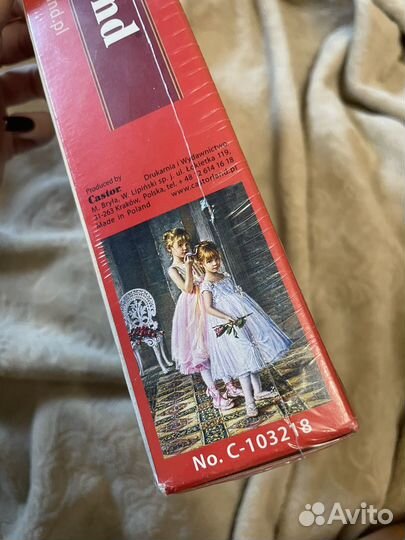 nd.pl
nd
Produced by
Castor Drukarnia i Wydawnictwo
M. Bryła, W. Lipiński sp. j. ul. Łokietka 119,
31-263 Kraków, Polska, tel. + 48 12 614 16 18
Made in Poland www.castorland.pl
No. C-103218
Avito